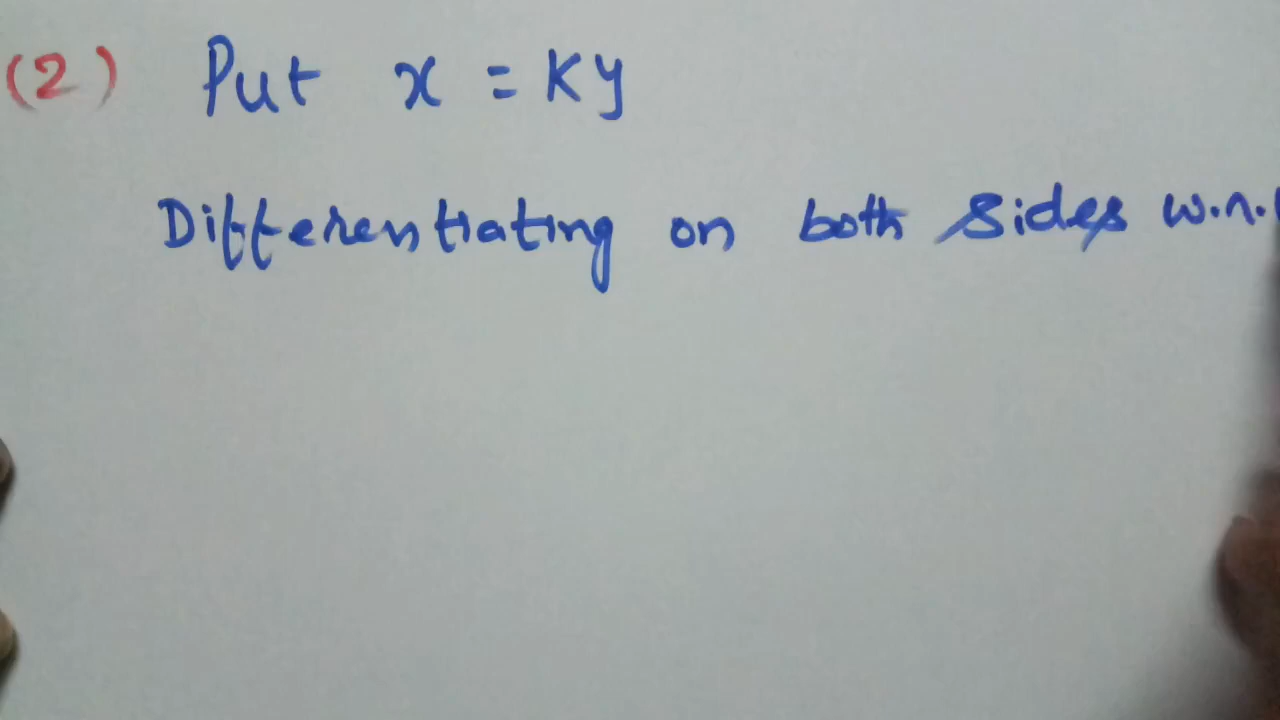 (2) Put x = Ky
Differentiating on both sides w.r.